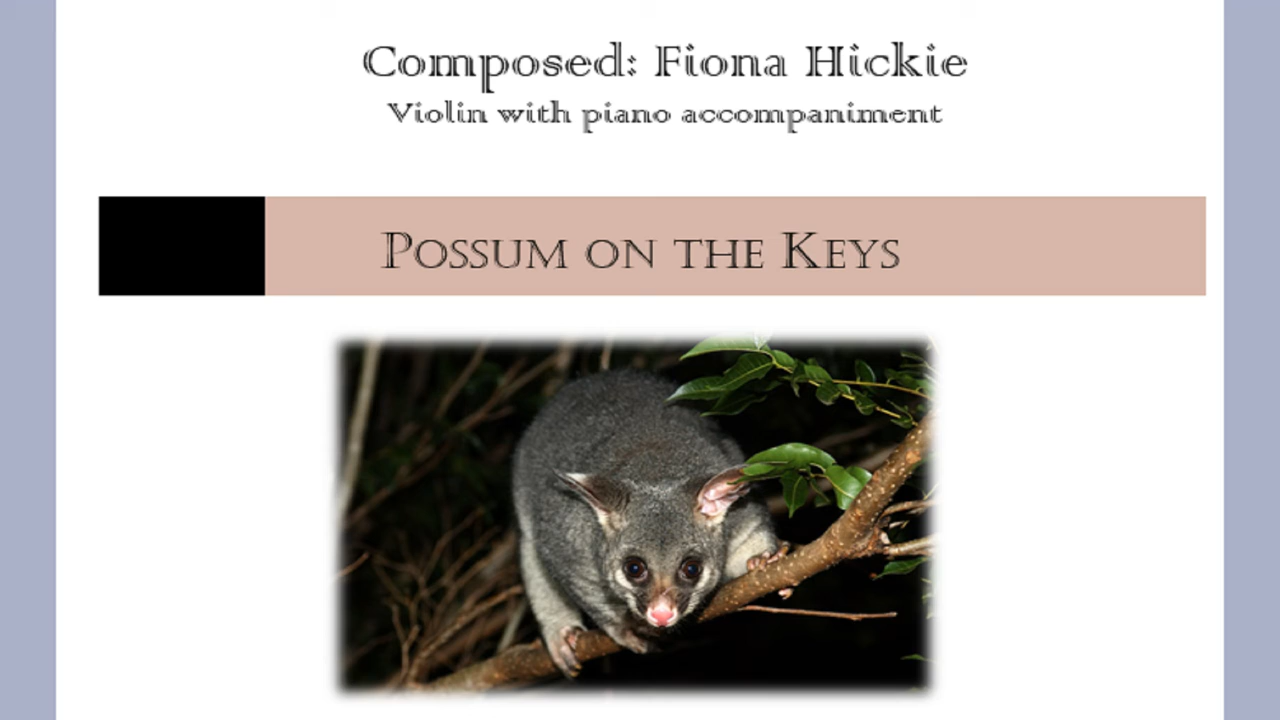 Composed: Fiona Hickie
Violin with piano accompaniment
Possum on the Keys